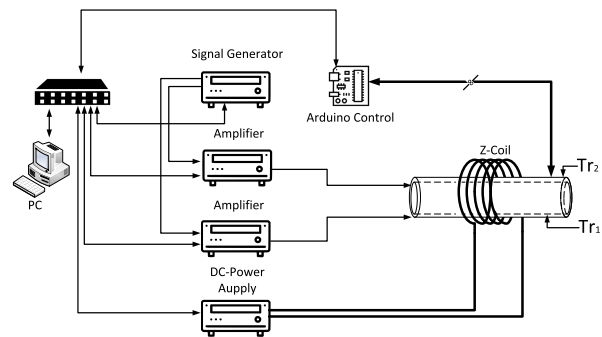 Signal Generator
Arduino Control
8
Amplifier
PC
Z-Coil
Tr2
Tr1
Amplifier
DC-Power
Aupply